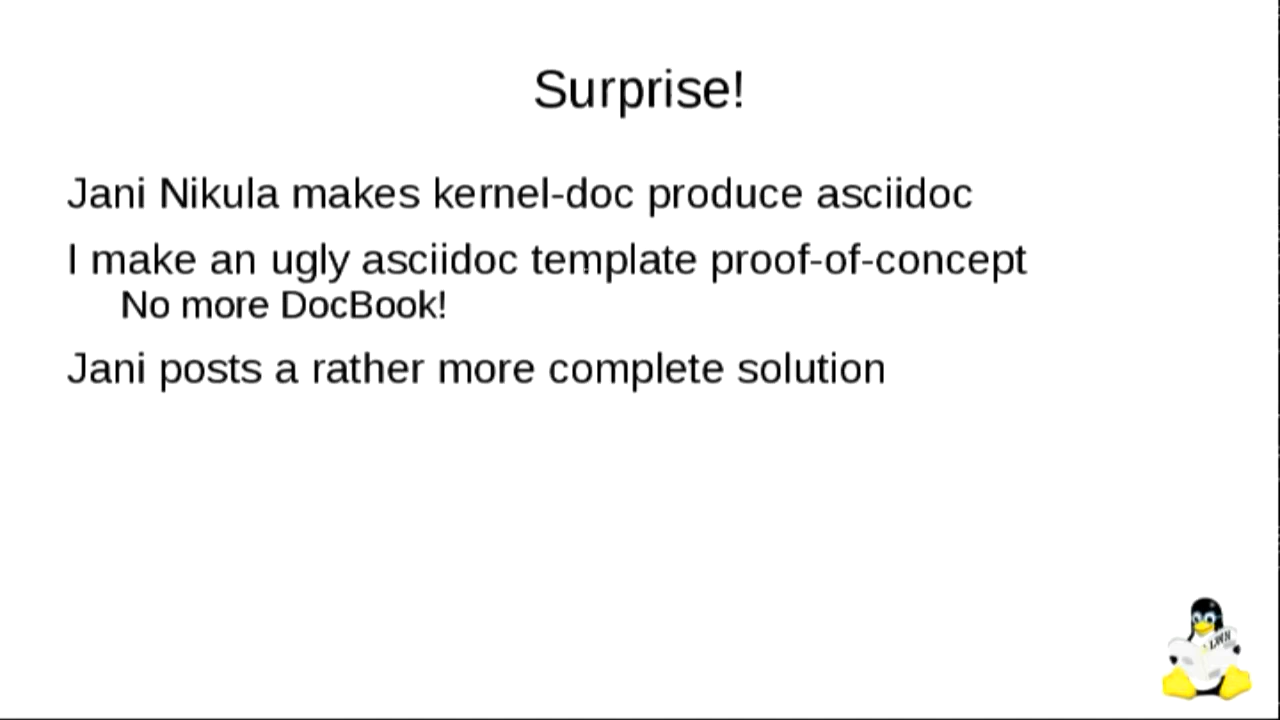 Surprise!
Jani Nikula makes kernel-doc produce asciidoc
I make an ugly asciidoc template proof-of-concept
No more DocBook!
Jani posts a rather more complete solution
LWN